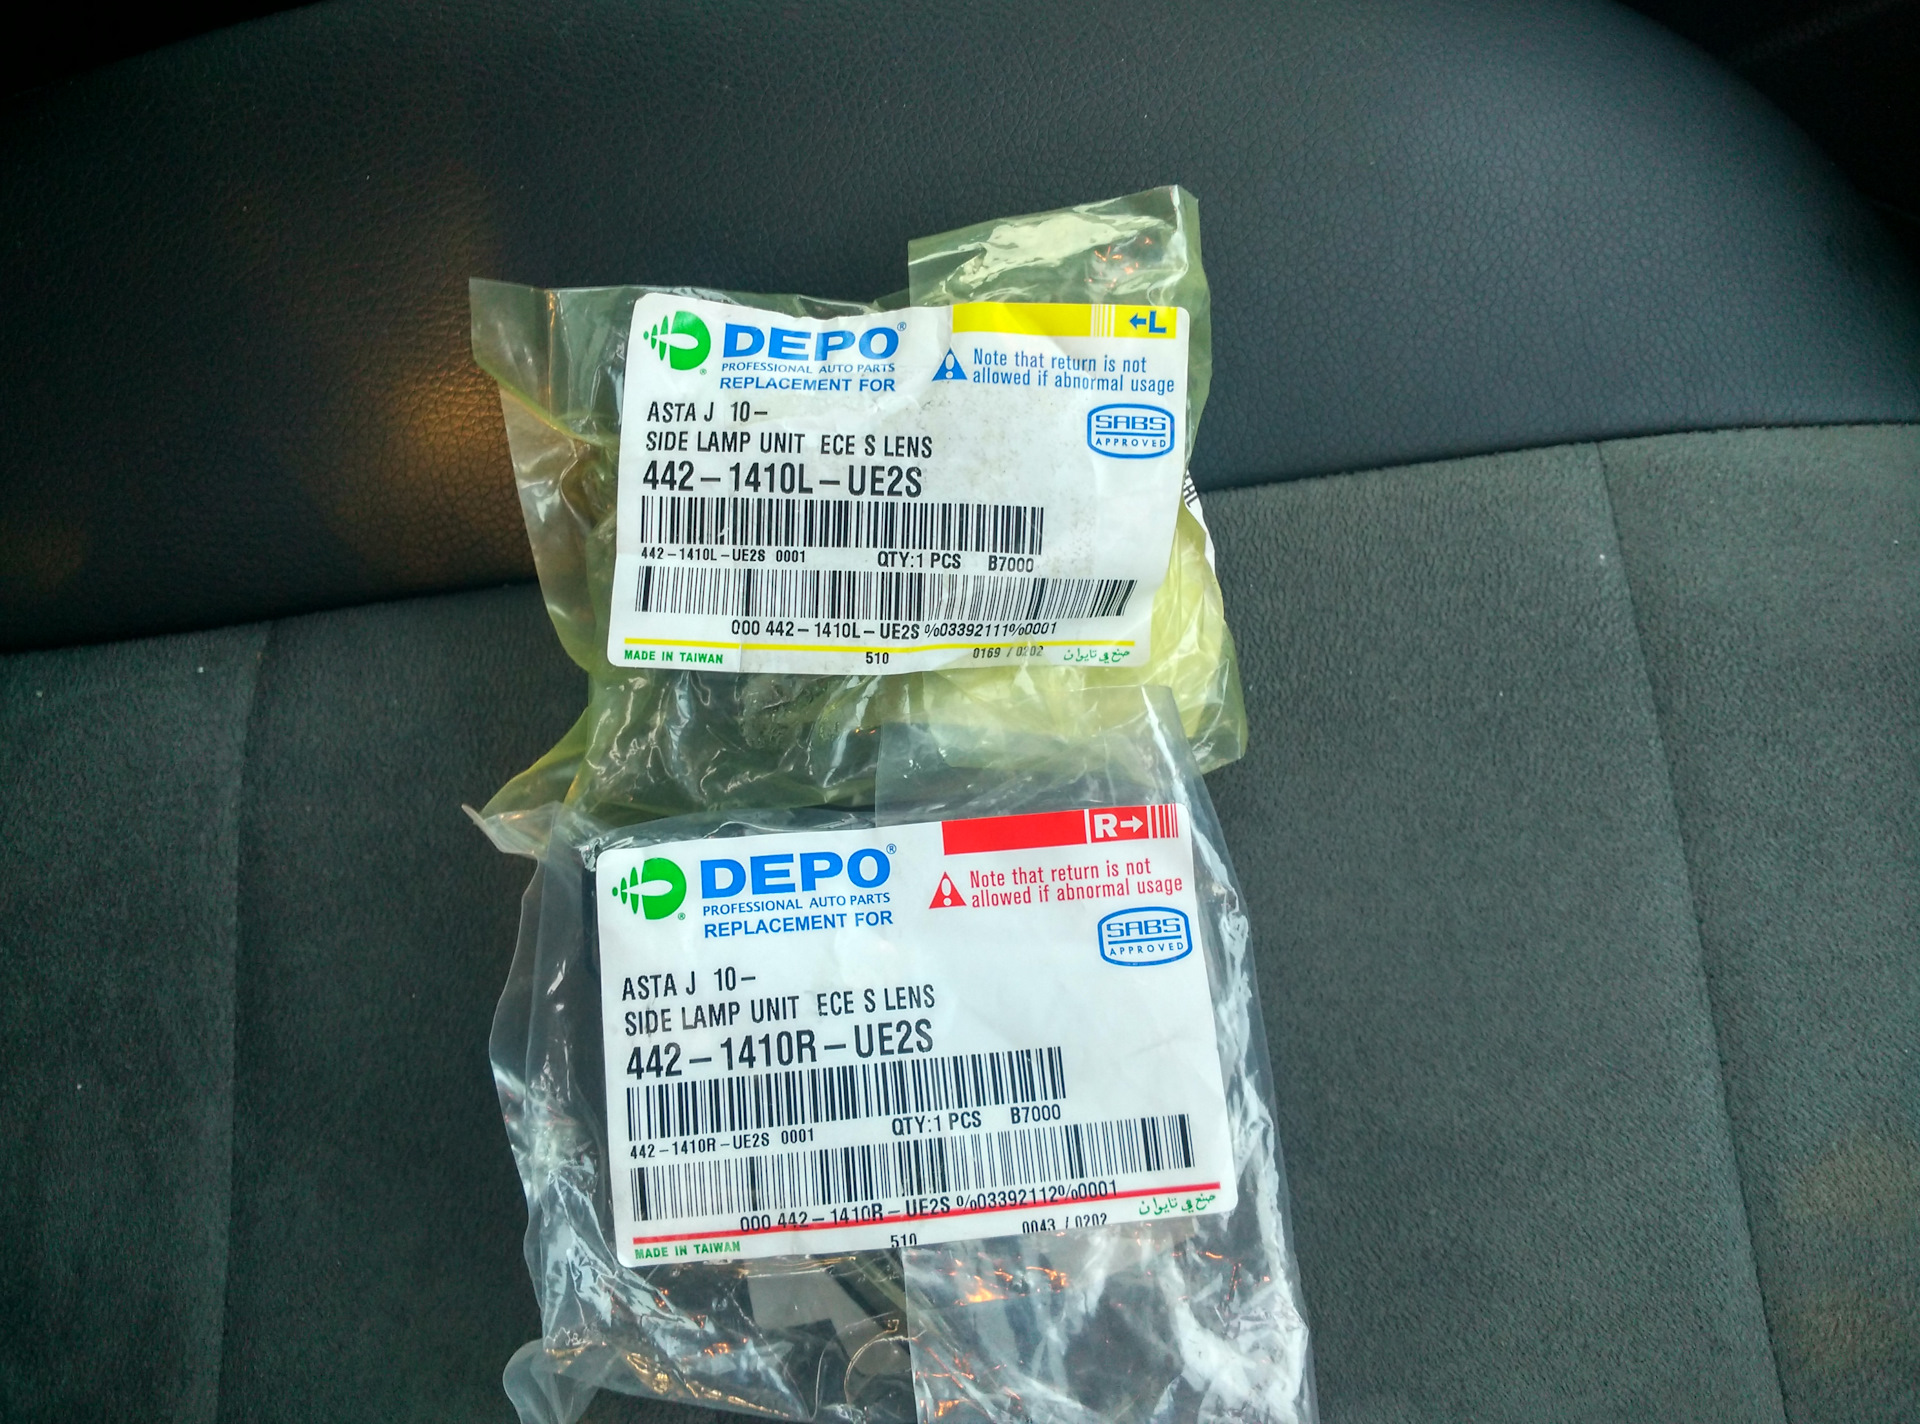 DEPO®
PROFESSIONAL AUTO PARTS
REPLACEMENT FOR
←L
Note that return is not
allowed if abnormal usage
SABS
APPROVED
ASTA J 10–
SIDE LAMP UNIT ECE S LENS
442–1410L–UE2S
442–1410L–UE2S 0001 QTY:1 PCS B7000
000 442–1410L–UE2S %03392111%0001
MADE IN TAIWAN 510 0169 / 0202 صنع في تايوان
DEPO®
PROFESSIONAL AUTO PARTS
REPLACEMENT FOR
R→
Note that return is not
allowed if abnormal usage
SABS
APPROVED
ASTA J 10–
SIDE LAMP UNIT ECE S LENS
442–1410R–UE2S
442–1410R–UE2S 0001 QTY:1 PCS B7000
000 442–1410R–UE2S %03392112%0001
MADE IN TAIWAN 510 0043 / 0202 صنع في تايوان